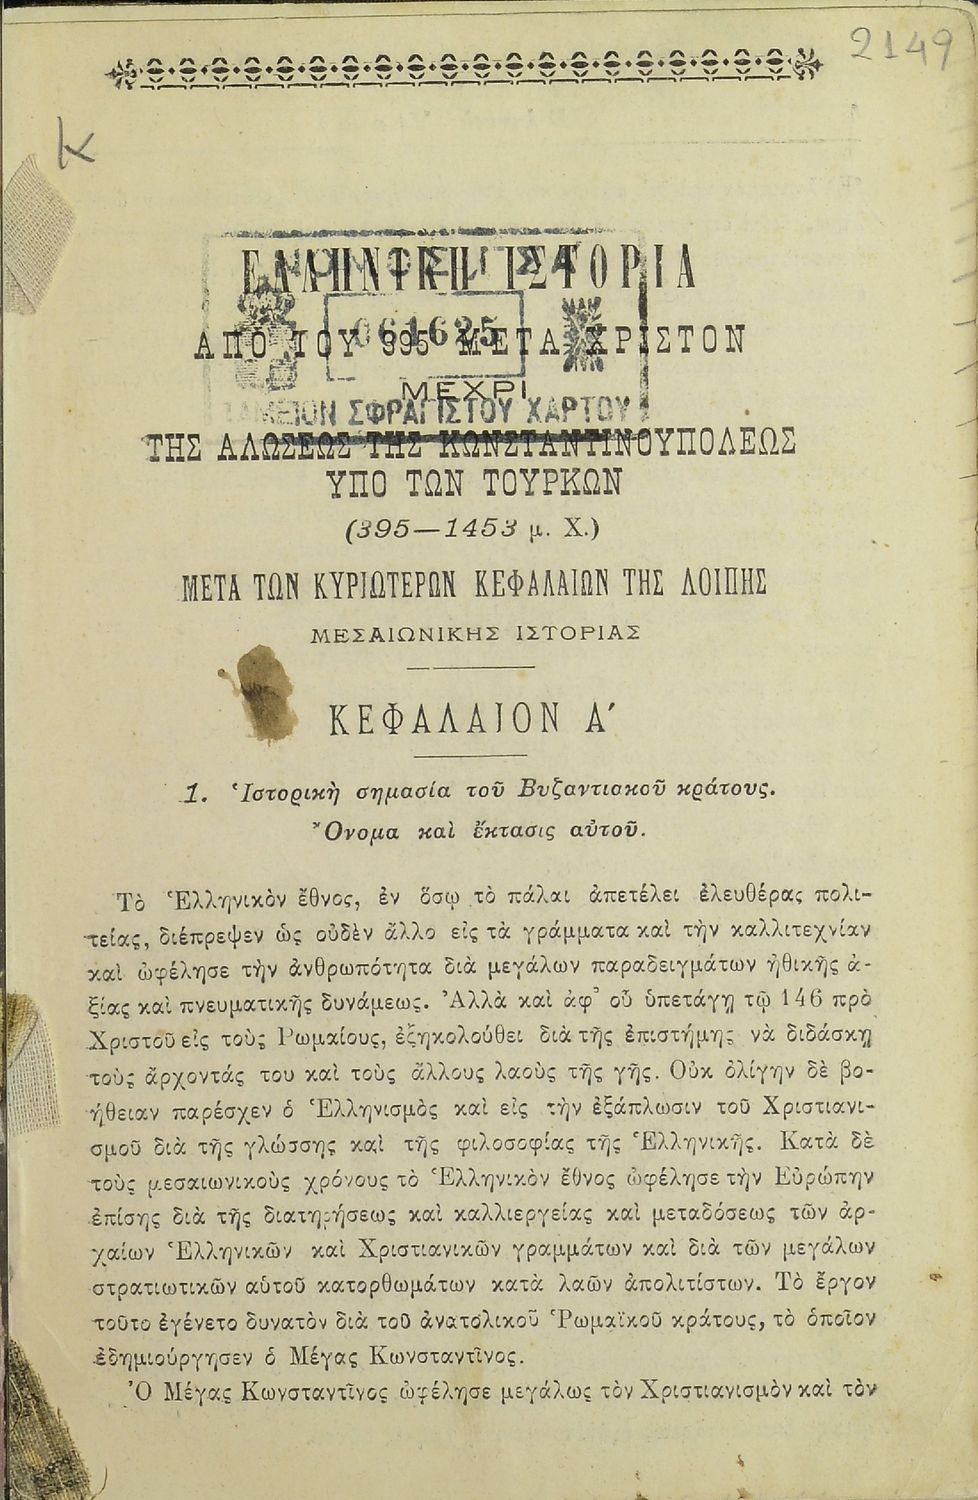 2149
K
ΕΛΛΗΝΙΚΗ ΙΣΤΟΡΙΑ
061625
ΑΠΟ ΤΟΥ 395 ΜΕΤΑ ΧΡΙΣΤΟΝ
ΜΕΧΡΙ
ΣΦΡΑΓΙΣΤΟΥ ΧΑΡΤΟΥ
ΤΗΣ ΑΛΩΣΕΩΣ ΤΗΣ ΚΩΝΣΤΑΝΤΙΝΟΥΠΟΛΕΩΣ
ΥΠΟ ΤΩΝ ΤΟΥΡΚΩΝ
(395—1453 μ. Χ.)
ΜΕΤΑ ΤΩΝ ΚΥΡΙΩΤΕΡΩΝ ΚΕΦΑΛΑΙΩΝ ΤΗΣ ΛΟΙΠΗΣ
ΜΕΣΑΙΩΝΙΚΗΣ ΙΣΤΟΡΙΑΣ
ΚΕΦΑΛΑΙΟΝ Α′
1. Ἱστορικὴ σημασία τοῦ Βυζαντιακοῦ κράτους.
Ὄνομα καὶ ἔκτασις αὐτοῦ.
Τὸ Ἑλληνικὸν ἔθνος, ἐν ὅσῳ τὸ πάλαι ἀπετέλει ἐλευθέρας πολι-
τείας, διέπρεψεν ὡς οὐδὲν ἄλλο εἰς τὰ γράμματα καὶ τὴν καλλιτεχνίαν
καὶ ὠφέλησε τὴν ἀνθρωπότητα διὰ μεγάλων παραδειγμάτων ἠθικῆς ἀ-
ξίας καὶ πνευματικῆς δυνάμεως. Ἀλλὰ καὶ ἀφ᾽ οὗ ὑπετάγη τῷ 146 πρὸ
Χριστοῦ εἰς τοὺς Ῥωμαίους, ἐξηκολούθει διὰ τῆς ἐπιστήμης νὰ διδάσκῃ
τοὺς ἄρχοντάς του καὶ τοὺς ἄλλους λαοὺς τῆς γῆς. Οὐκ ὀλίγην δὲ βο-
ήθειαν παρέσχεν ὁ Ἑλληνισμὸς καὶ εἰς τὴν ἐξάπλωσιν τοῦ Χριστιανι-
σμοῦ διὰ τῆς γλώσσης καὶ τῆς φιλοσοφίας τῆς Ἑλληνικῆς. Κατὰ δὲ
τοὺς μεσαιωνικοὺς χρόνους τὸ Ἑλληνικὸν ἔθνος ὠφέλησε τὴν Εὐρώπην
ἐπίσης διὰ τῆς διατηρήσεως καὶ καλλιεργείας καὶ μεταδόσεως τῶν ἀρ-
χαίων Ἑλληνικῶν καὶ Χριστιανικῶν γραμμάτων καὶ διὰ τῶν μεγάλων
στρατιωτικῶν αὑτοῦ κατορθωμάτων κατὰ λαῶν ἀπολιτίστων. Τὸ ἔργον
τοῦτο ἐγένετο δυνατὸν διὰ τοῦ ἀνατολικοῦ Ῥωμαϊκοῦ κράτους, τὸ ὁποῖον
ἐδημιούργησεν ὁ Μέγας Κωνσταντῖνος.
Ὁ Μέγας Κωνσταντῖνος ὠφέλησε μεγάλως τὸν Χριστιανισμὸν καὶ τὸν